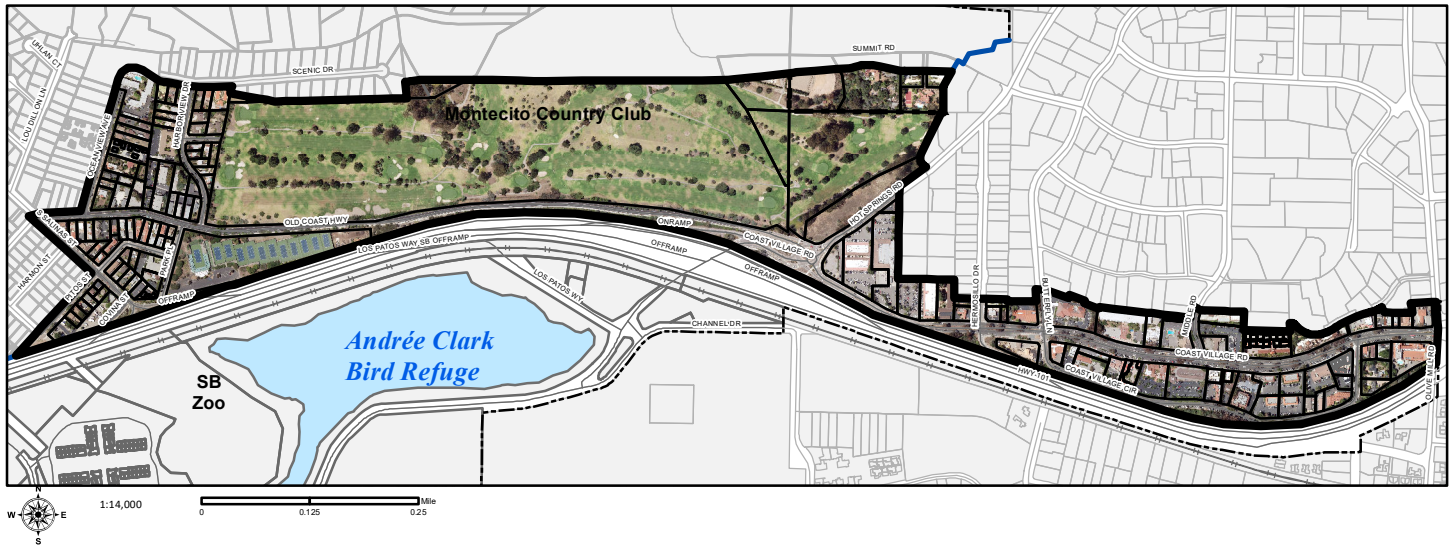 SUMMIT RD
UHLAN CT
SCENIC DR
LOU DILLON LN
OCEAN VIEW AVE
HARBOR VIEW DR
Montecito Country Club
HOT SPRINGS RD
S SALINAS ST
OLD COAST HWY
ONRAMP
COAST VILLAGE RD
LOS PATOS WAY SB OFFRAMP
OFFRAMP
OFFRAMP
HARMON ST
PARK PL
PITOS ST
COVINA ST
OFFRAMP
LOS PATOS WY
HERMOSILLO DR
BUTTERFLY LN
MIDDLE RD
CHANEL DR
Andrée Clark
Bird Refuge
COAST VILLAGE RD
HWY 101
COAST VILLAGE CIR
OLIVE MILL RD
SB
Zoo
N
W
E
S
1:14,000
Mile
0
0.125
0.25